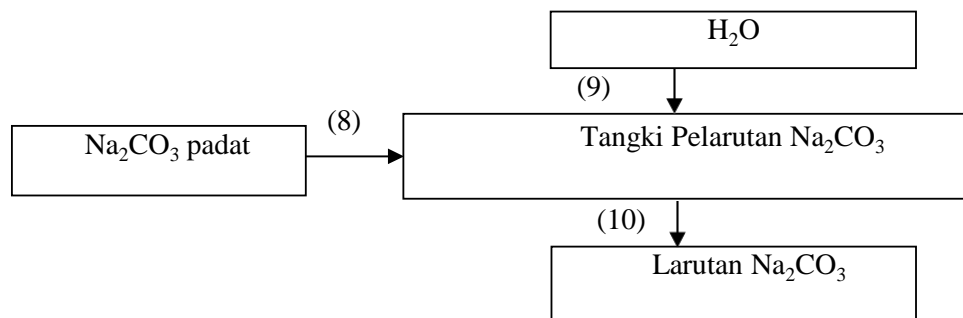 H₂O
(9)
(8)
Na₂CO₃ padat
Tangki Pelarutan Na₂CO₃
(10)
Larutan Na₂CO₃